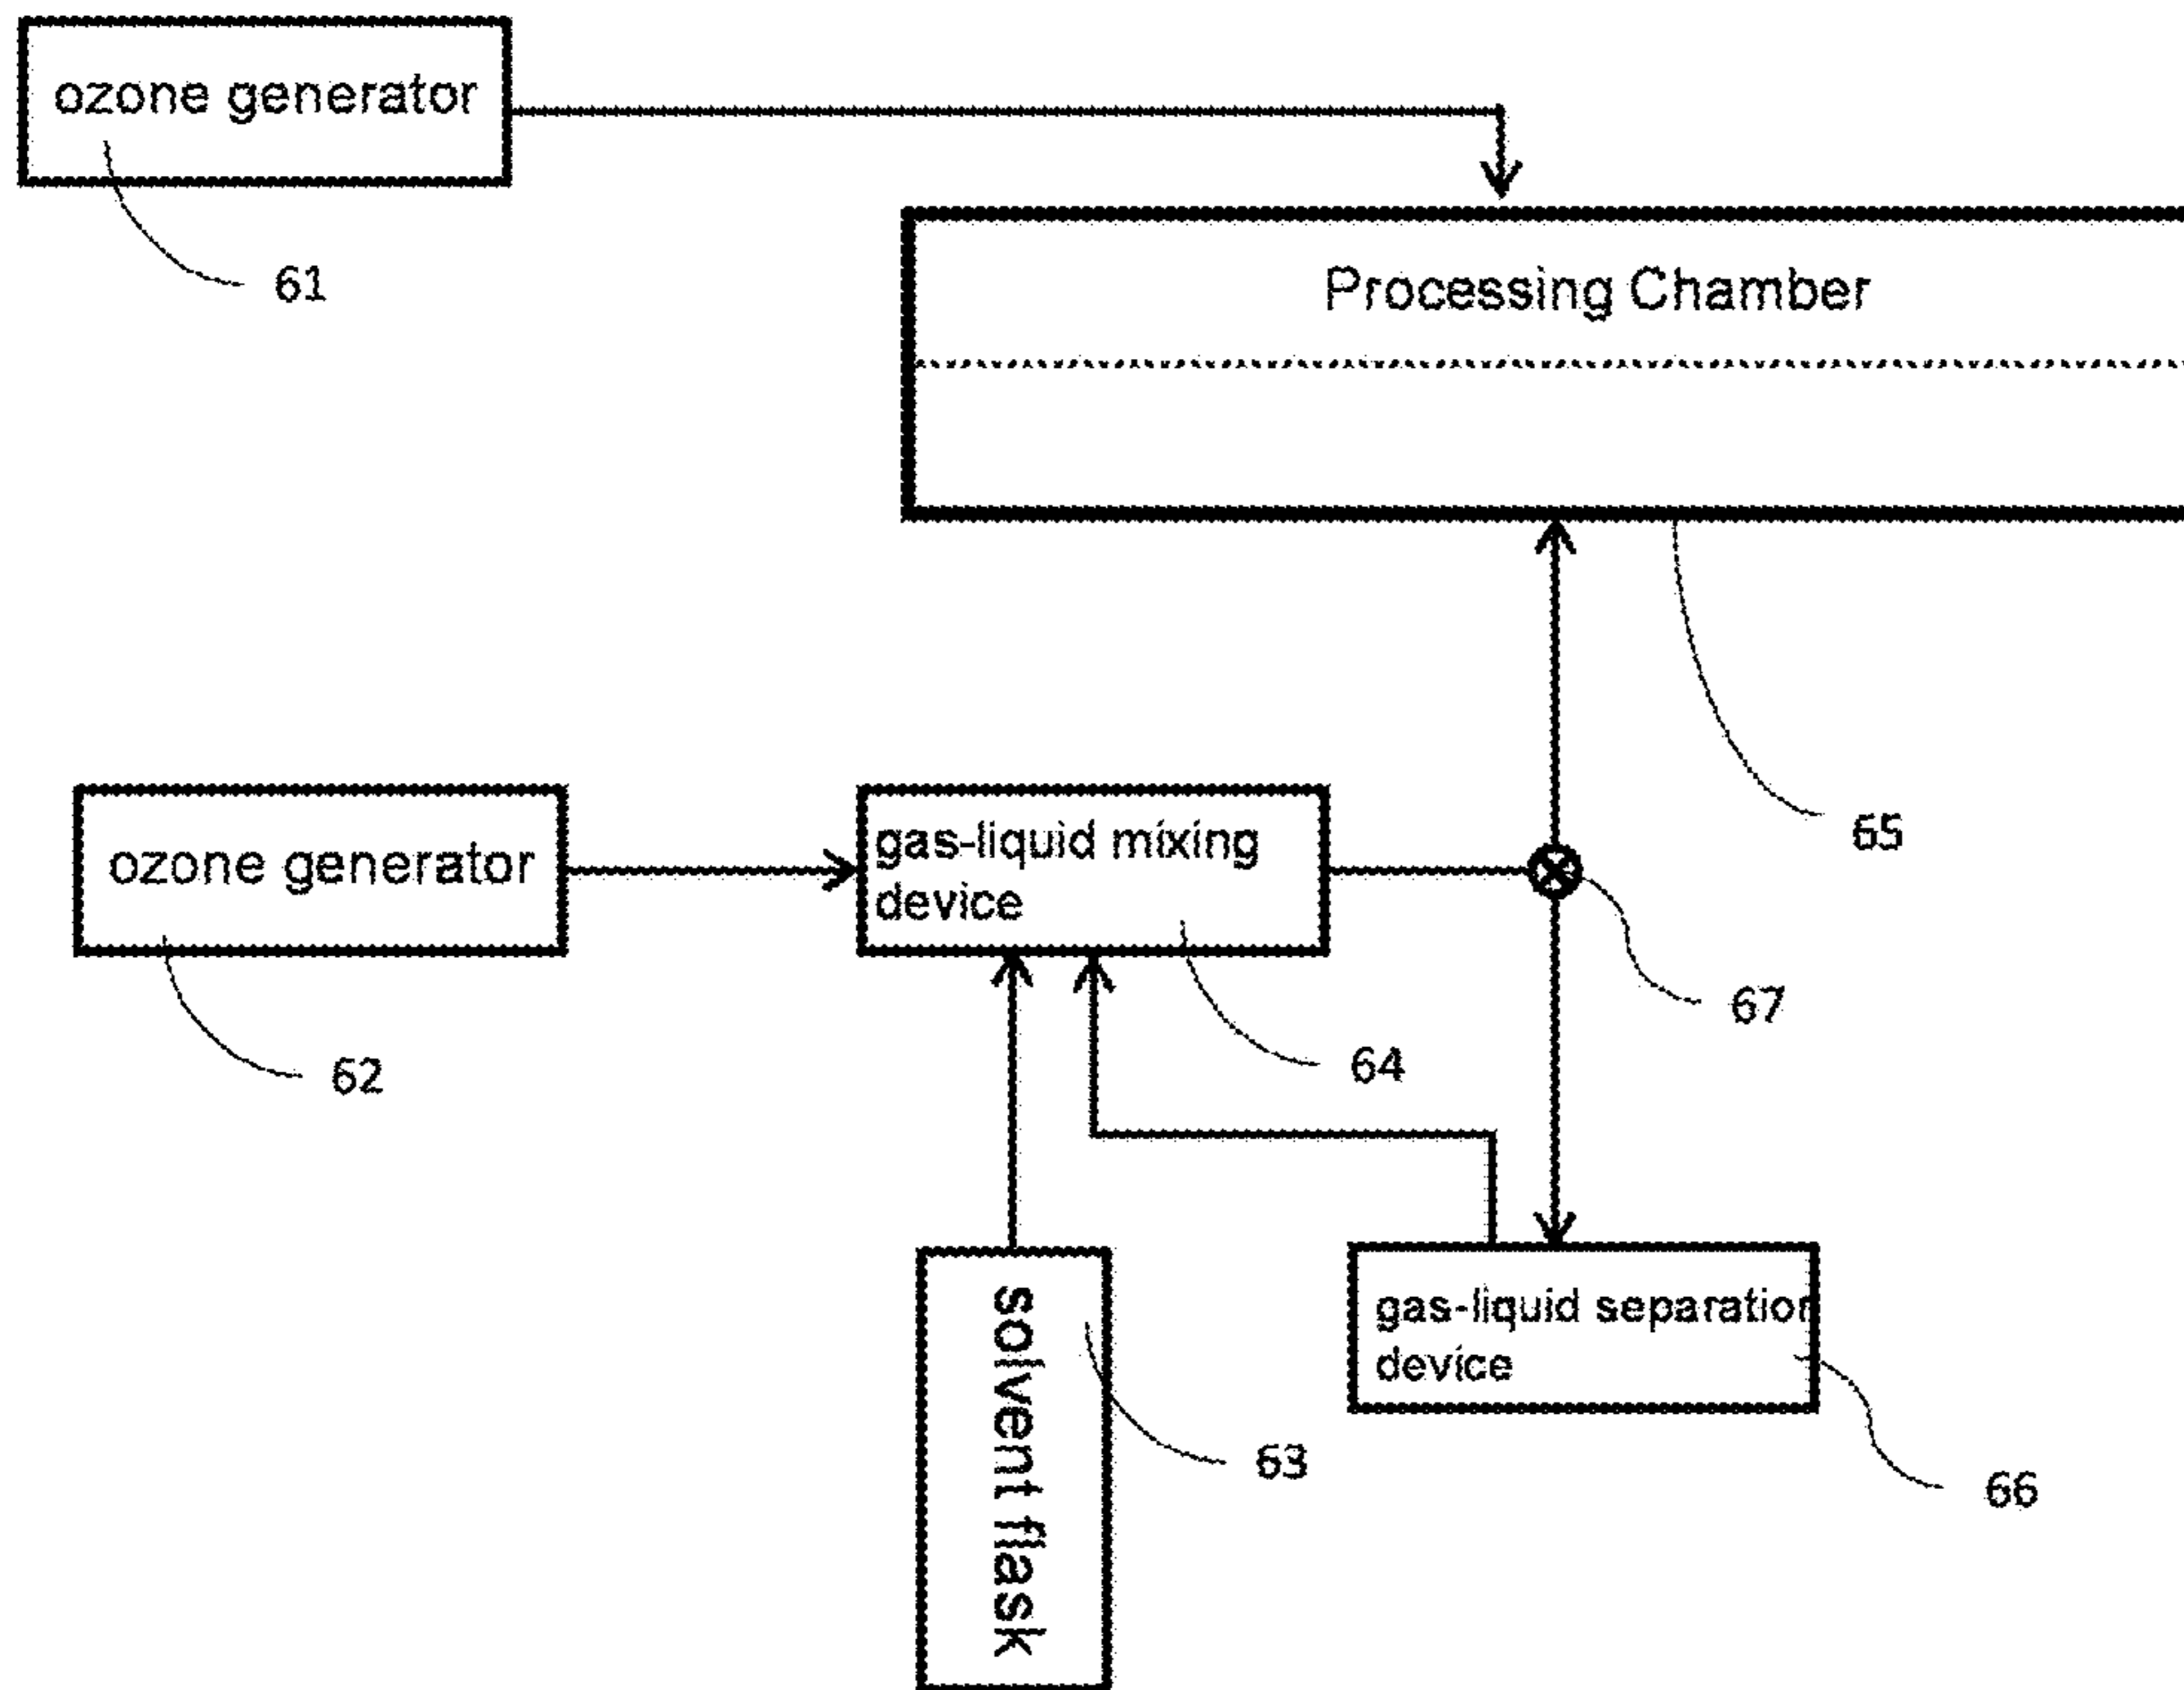 ozone generator
61
Processing Chamber
65
ozone generator
62
gas-liquid mixing
device
64
67
solvent flask
63
gas-liquid separation
device
66